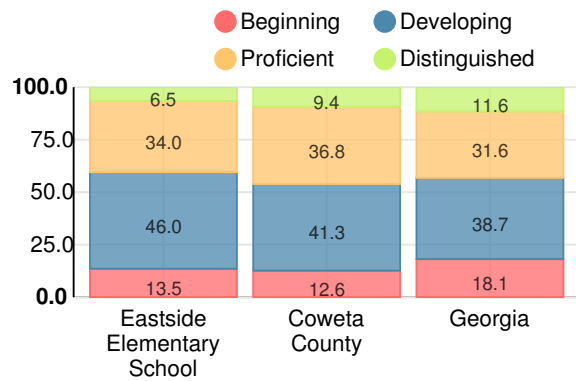 Beginning
Developing
Proficient
Distinguished
100.0
75.0
50.0
25.0
0.0
6.5
9.4
11.6
34.0
36.8
31.6
46.0
41.3
38.7
13.5
12.6
18.1
Eastside
Elementary
School
Coweta
County
Georgia